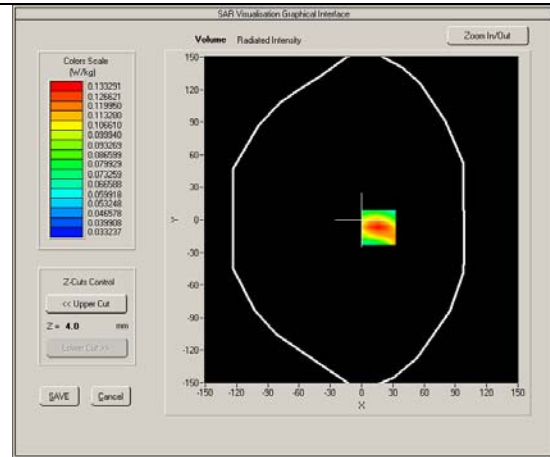 SAR Visualisation Graphical Interface
Volume Radiated Intensity
Zoom In/Out
Colors Scale
(W/kg)
0.133291
0.126621
0.119950
0.113280
0.106610
0.099940
0.093269
0.086599
0.079929
0.073259
0.066588
0.059918
0.053248
0.046578
0.039908
0.033237
Z-Cuts Control
<< Upper Cut
Z = 4.0 mm
Lower Cut >>
SAVE
Cancel
150
120
90
60
30
0
-30
-60
-90
-120
-150
Y
-150 -120 -90 -60 -30 0 30 60 90 120 150
X